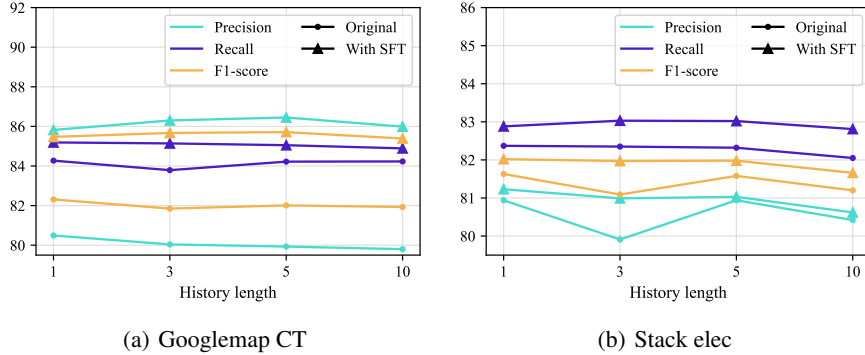 92
90
88
86
84
82
80
1
3
5
10
History length
Precision
Recall
F1-score
Original
With SFT
(a) Googlemap CT
86
85
84
83
82
81
80
1
3
5
10
History length
Precision
Recall
F1-score
Original
With SFT
(b) Stack elec